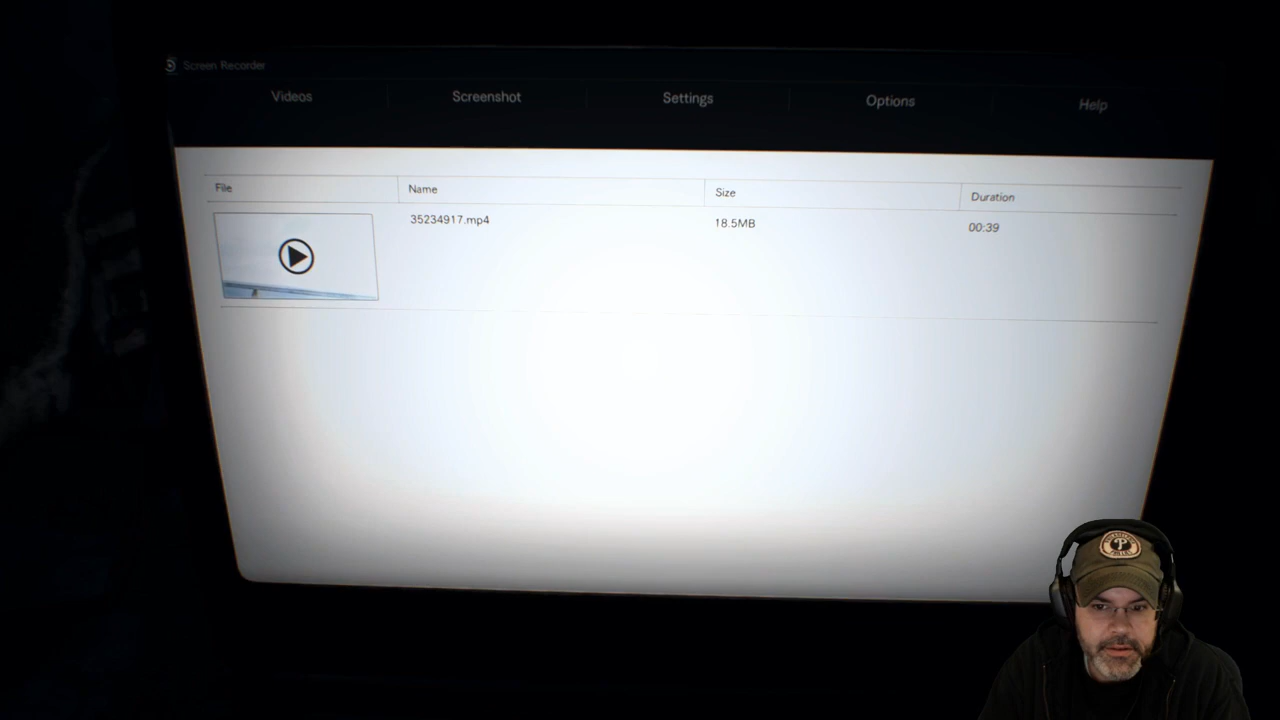 Screen Recorder
Videos Screenshot Settings Options Help
File Name Size Duration
35234917.mp4 18.5MB 00:39